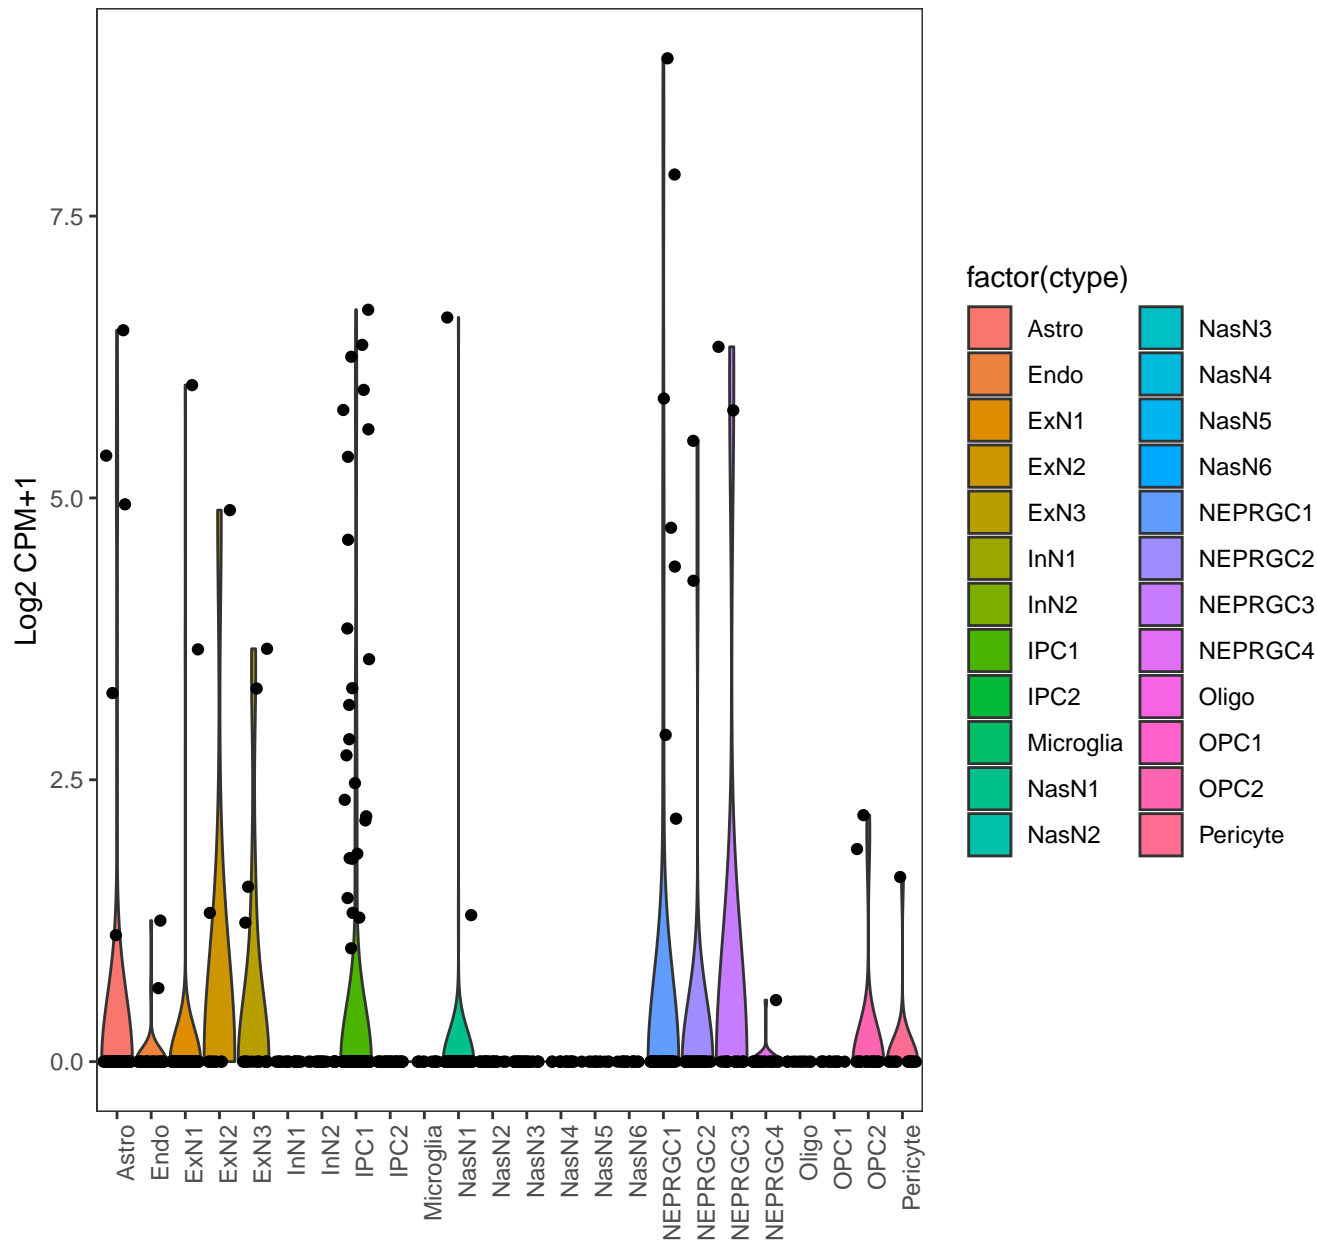 Log2 CPM+1
7.5
5.0
2.5
0.0
Astro
Endo
ExN1
ExN2
ExN3
InN1
InN2
IPC1
IPC2
Microglia
NasN1
NasN2
NasN3
NasN4
NasN5
NasN6
NEPRGC1
NEPRGC2
NEPRGC3
NEPRGC4
Oligo
OPC1
OPC2
Pericyte
factor(ctype)
Astro
Endo
ExN1
ExN2
ExN3
InN1
InN2
IPC1
IPC2
Microglia
NasN1
NasN2
NasN3
NasN4
NasN5
NasN6
NEPRGC1
NEPRGC2
NEPRGC3
NEPRGC4
Oligo
OPC1
OPC2
Pericyte